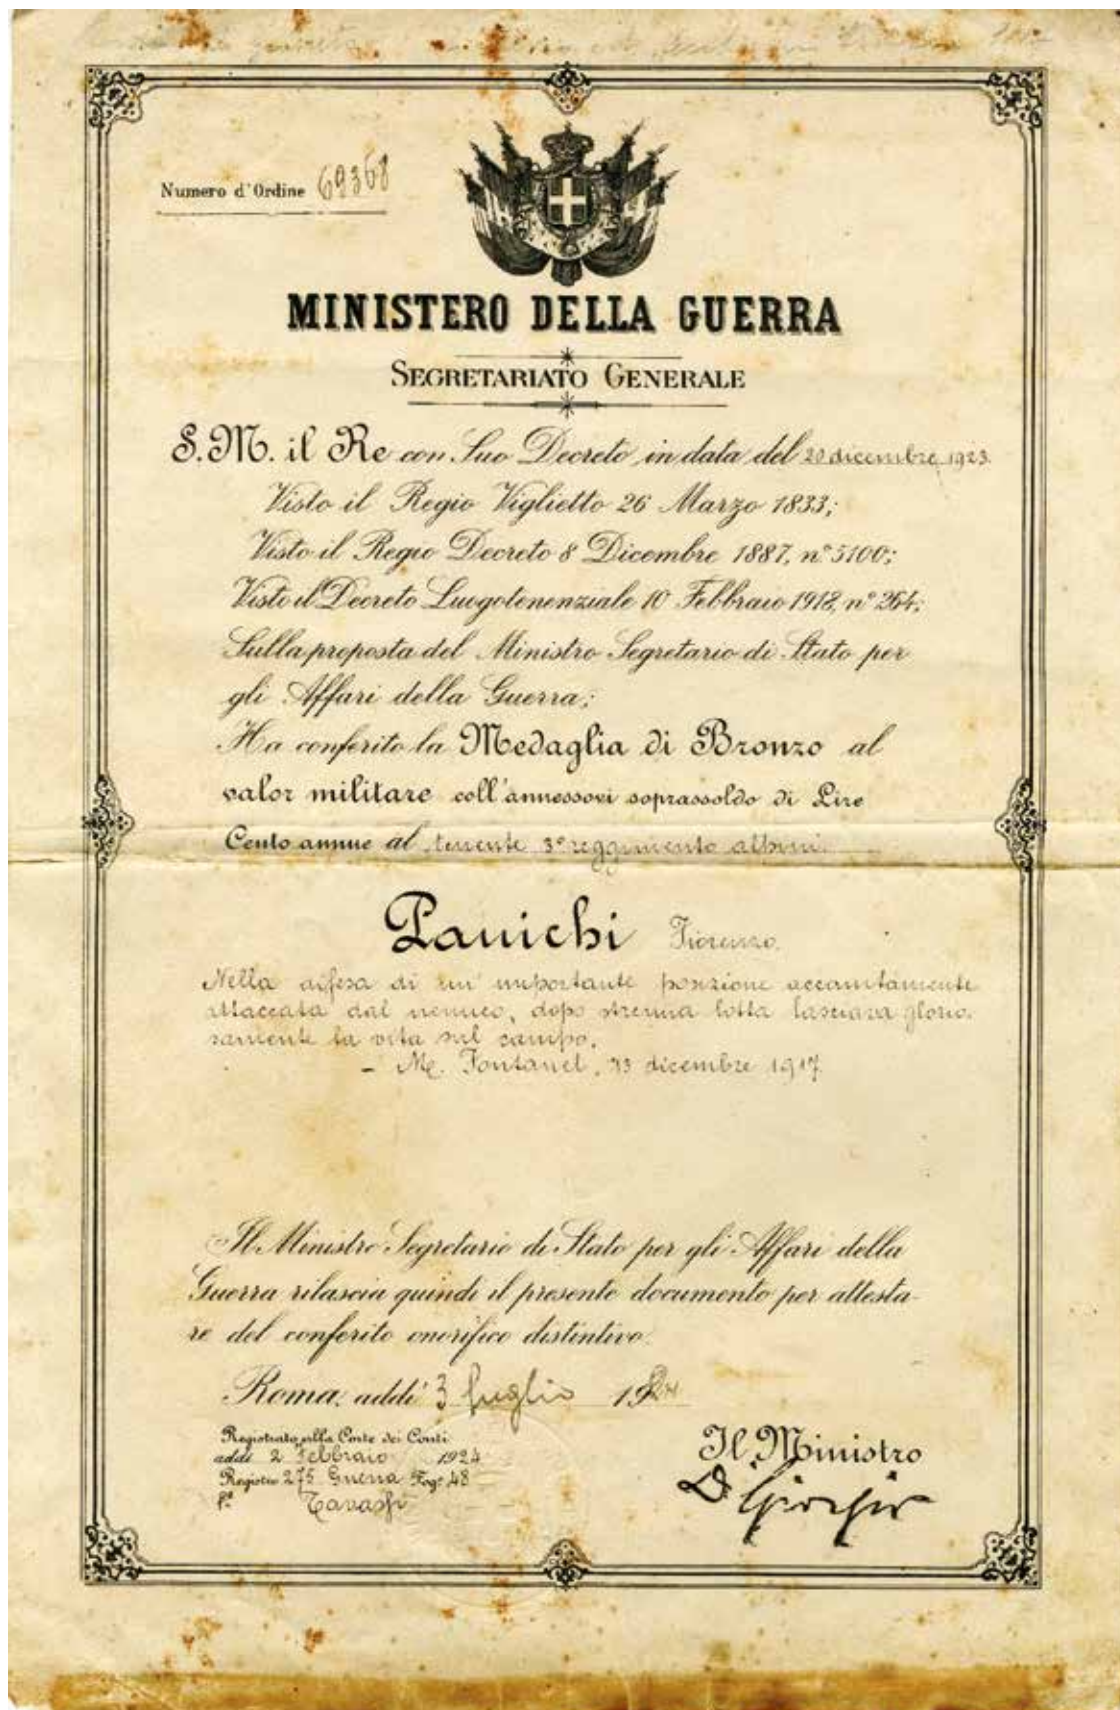 Numero d'Ordine 69368
MINISTERO DELLA GUERRA
SEGRETARIATO GENERALE
S. M. il Re con Suo Decreto in data del 20 dicembre 1923
Visto il Regio Viglietto 26 Marzo 1833;
Visto il Regio Decreto 8 Dicembre 1887, nº 5100;
Visto il Decreto Luogotenenziale 10 Febbraio 1918, nº 264;
Sulla proposta del Ministro Segretario di Stato per
gli Affari della Guerra;
Ha conferito la Medaglia di Bronzo al
valor militare coll'annessovi soprassoldo di Lire
Cento annue al tenente 3º reggimento alpini
Panichi Fiorenzo
Nella difesa di un' importante posizione accanitamente
attaccata dal nemico, dopo strenua lotta lasciava glorio-
samente la vita sul campo.
– M. Fontanel, dicembre 1917
Il Ministro Segretario di Stato per gli Affari della
Guerra rilascia quindi il presente documento per attesta-
re del conferito onorifico distintivo.
Roma, addì 3 luglio 1924
Registrato alla Corte dei Conti
addì 2 Febbraio 1924
Registro 275 Guerra Fogº 48
Il Ministro
Di Giorgio